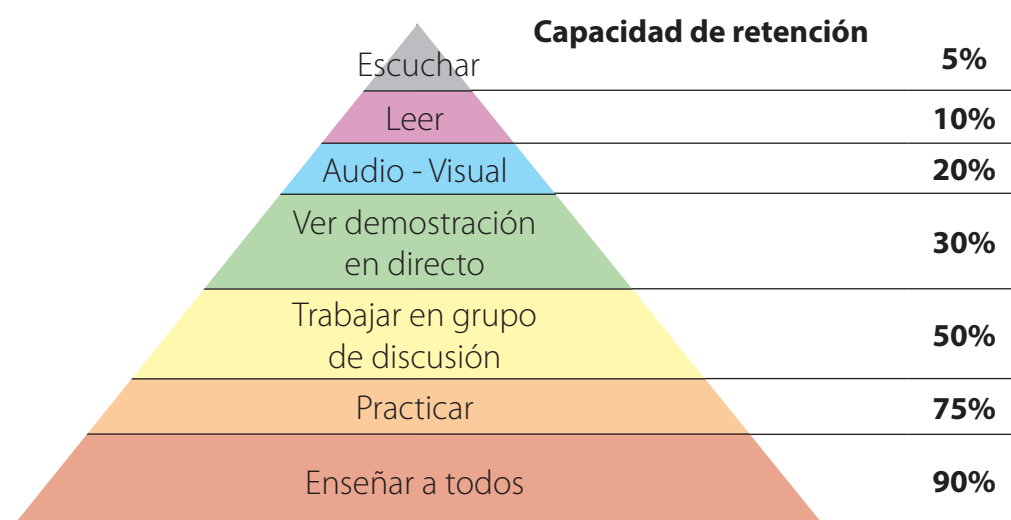 Capacidad de retención
Escuchar 5%
Leer 10%
Audio - Visual 20%
Ver demostración
en directo 30%
Trabajar en grupo
de discusión 50%
Practicar 75%
Enseñar a todos 90%